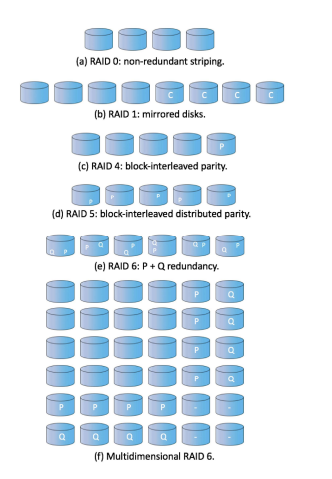 (a) RAID 0: non-redundant striping.
C C C C
(b) RAID 1: mirrored disks.
P
(c) RAID 4: block-interleaved parity.
P P P P P
(d) RAID 5: block-interleaved distributed parity.
Q P P Q P Q Q P Q P Q P
(e) RAID 6: P + Q redundancy.
P Q
P Q
P Q
P Q
P P P P - -
Q Q Q Q - -
(f) Multidimensional RAID 6.